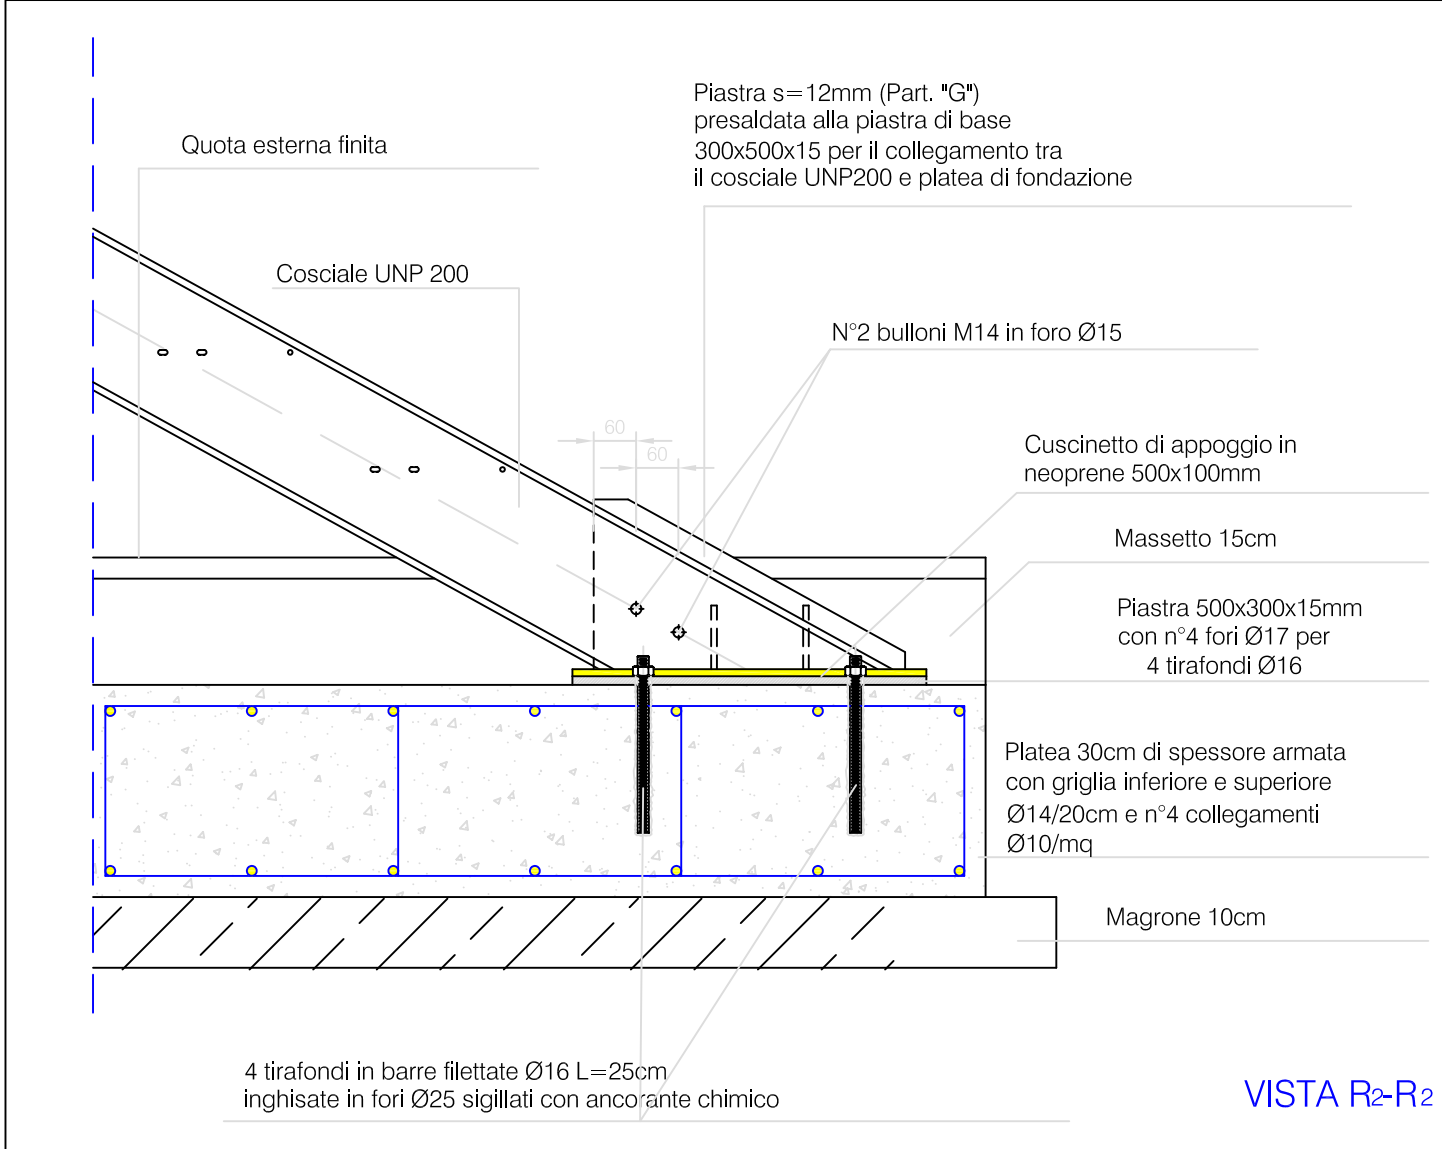 Piastra s=12mm (Part. "G")
presaldata alla piastra di base
300x500x15 per il collegamento tra
il cosciale UNP200 e platea di fondazione
Quota esterna finita
Cosciale UNP 200
N°2 bulloni M14 in foro Ø15
60
60
Cuscinetto di appoggio in
neoprene 500x100mm
Massetto 15cm
Piastra 500x300x15mm
con n°4 fori Ø17 per
4 tirafondi Ø16
Platea 30cm di spessore armata
con griglia inferiore e superiore
Ø14/20cm e n°4 collegamenti
Ø10/mq
Magrone 10cm
4 tirafondi in barre filettate Ø16 L=25cm
inghisate in fori Ø25 sigillati con ancorante chimico
VISTA R2-R2